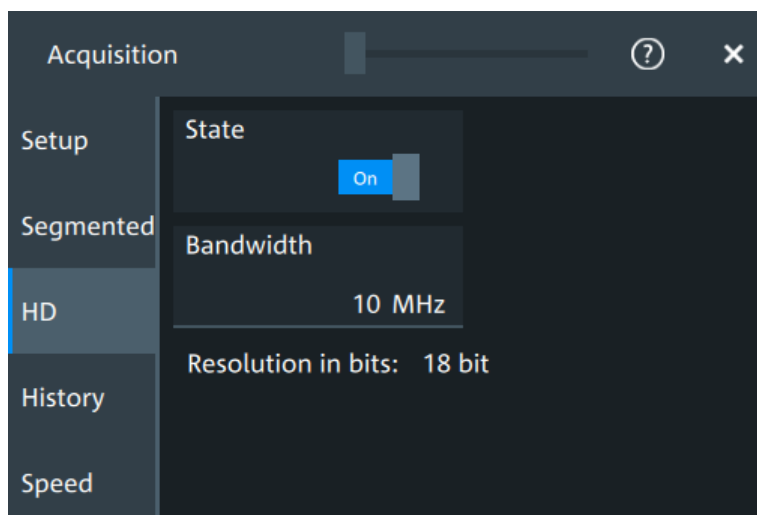 Acquisition ? ×
Setup
Segmented
HD
History
Speed
State
On
Bandwidth
10 MHz
Resolution in bits: 18 bit